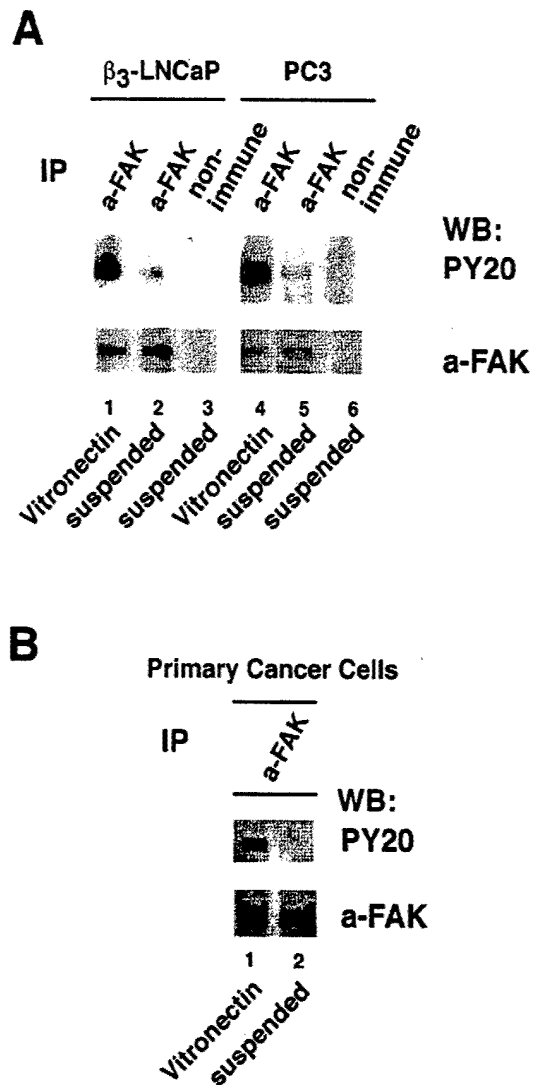 A
β3-LNCaP PC3
IP a-FAK a-FAK non-immune a-FAK a-FAK non-immune
WB:
PY20
a-FAK
1 2 3 4 5 6
Vitronectin suspended suspended Vitronectin suspended suspended
B
Primary Cancer Cells
IP a-FAK
WB:
PY20
a-FAK
1 2
Vitronectin suspended